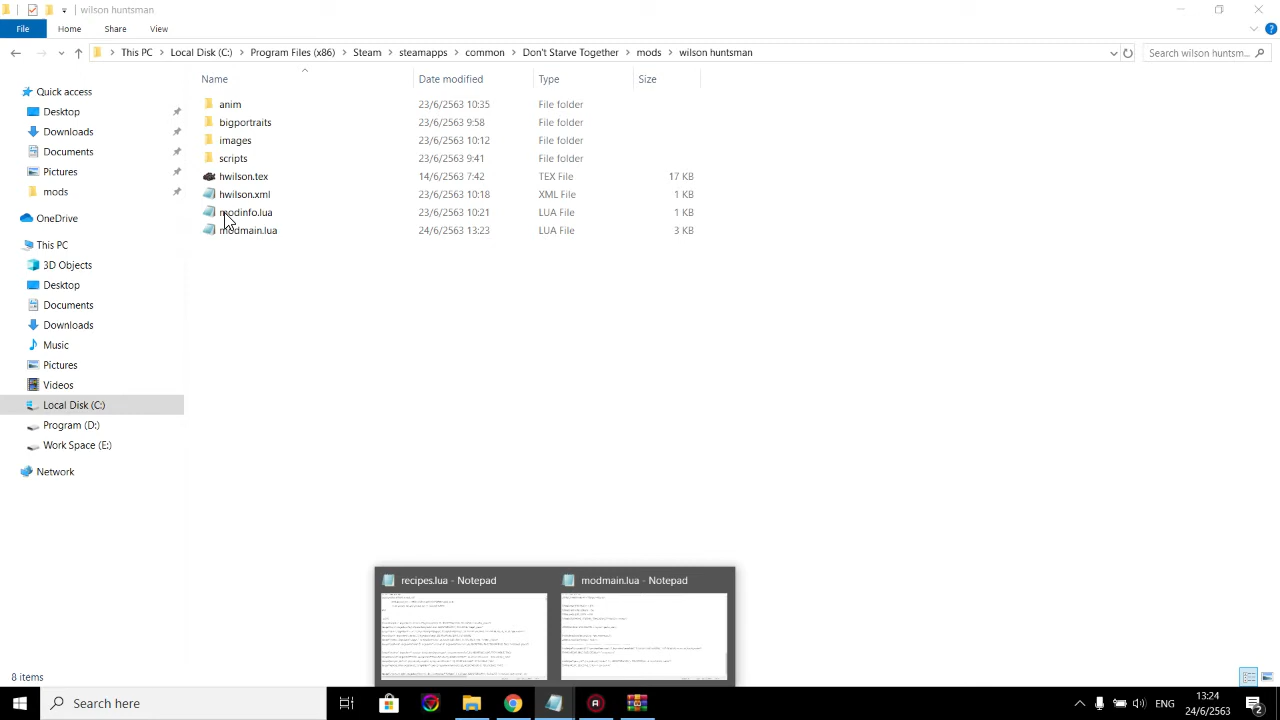 wilson huntsman
File Home Share View
This PC Local Disk (C:) Program Files (x86) Steam steamapps common Don't Starve Together mods wilson huntsman
Search wilson huntsm...
Name Date modified Type Size
Quick access
Desktop
Downloads
Documents
Pictures
mods
OneDrive
This PC
3D Objects
Desktop
Documents
Downloads
Music
Pictures
Videos
Local Disk (C:)
Program (D:)
Work Space (E:)
Network
anim 23/6/2563 10:35 File folder
bigportraits 23/6/2563 9:58 File folder
images 23/6/2563 10:12 File folder
scripts 23/6/2563 9:41 File folder
hwilson.tex 14/6/2563 7:42 TEX File 17 KB
hwilson.xml 23/6/2563 10:18 XML File 1 KB
modinfo.lua 23/6/2563 10:21 LUA File 1 KB
modmain.lua 24/6/2563 13:23 LUA File 3 KB
recipes.lua - Notepad modmain.lua - Notepad
8 items
Search here
ENG
13:24
24/6/2563
2